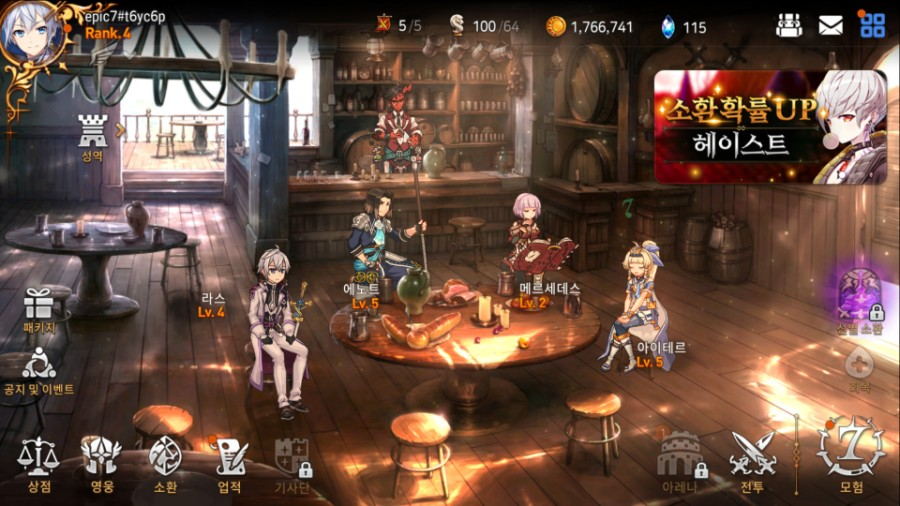 epic7#t6yc6p
Rank.4
5/5
100/64
1,766,741
115
성역
소환 확률 UP
헤이스트
라스
Lv. 4
에노트
Lv. 5
메르세데스
Lv. 2
아이테르
Lv. 5
패키지
공지 및 이벤트
상점
영웅
소환
업적
기사단
아레나
전투
7
모험